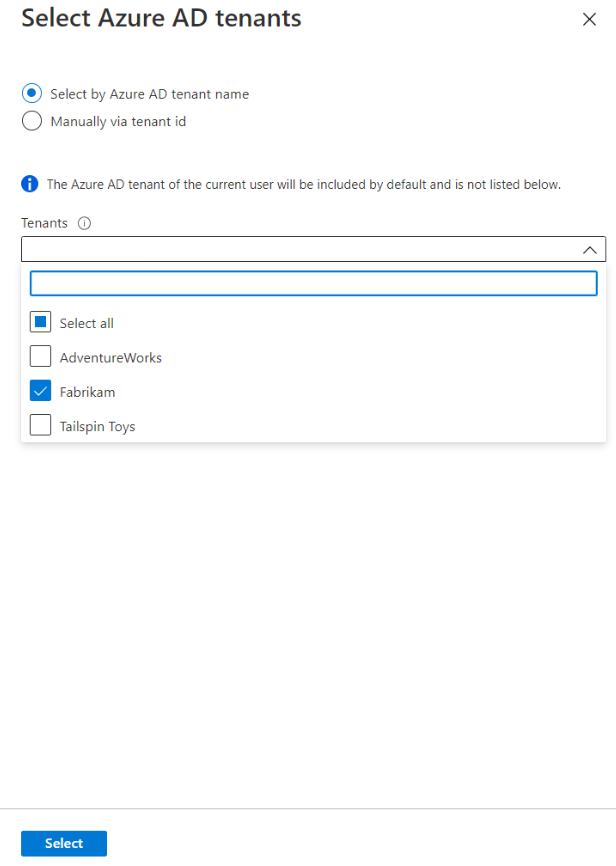 Select Azure AD tenants
Select by Azure AD tenant name
Manually via tenant id
The Azure AD tenant of the current user will be included by default and is not listed below.
Tenants
Select all
AdventureWorks
Fabrikam
Tailspin Toys
Select